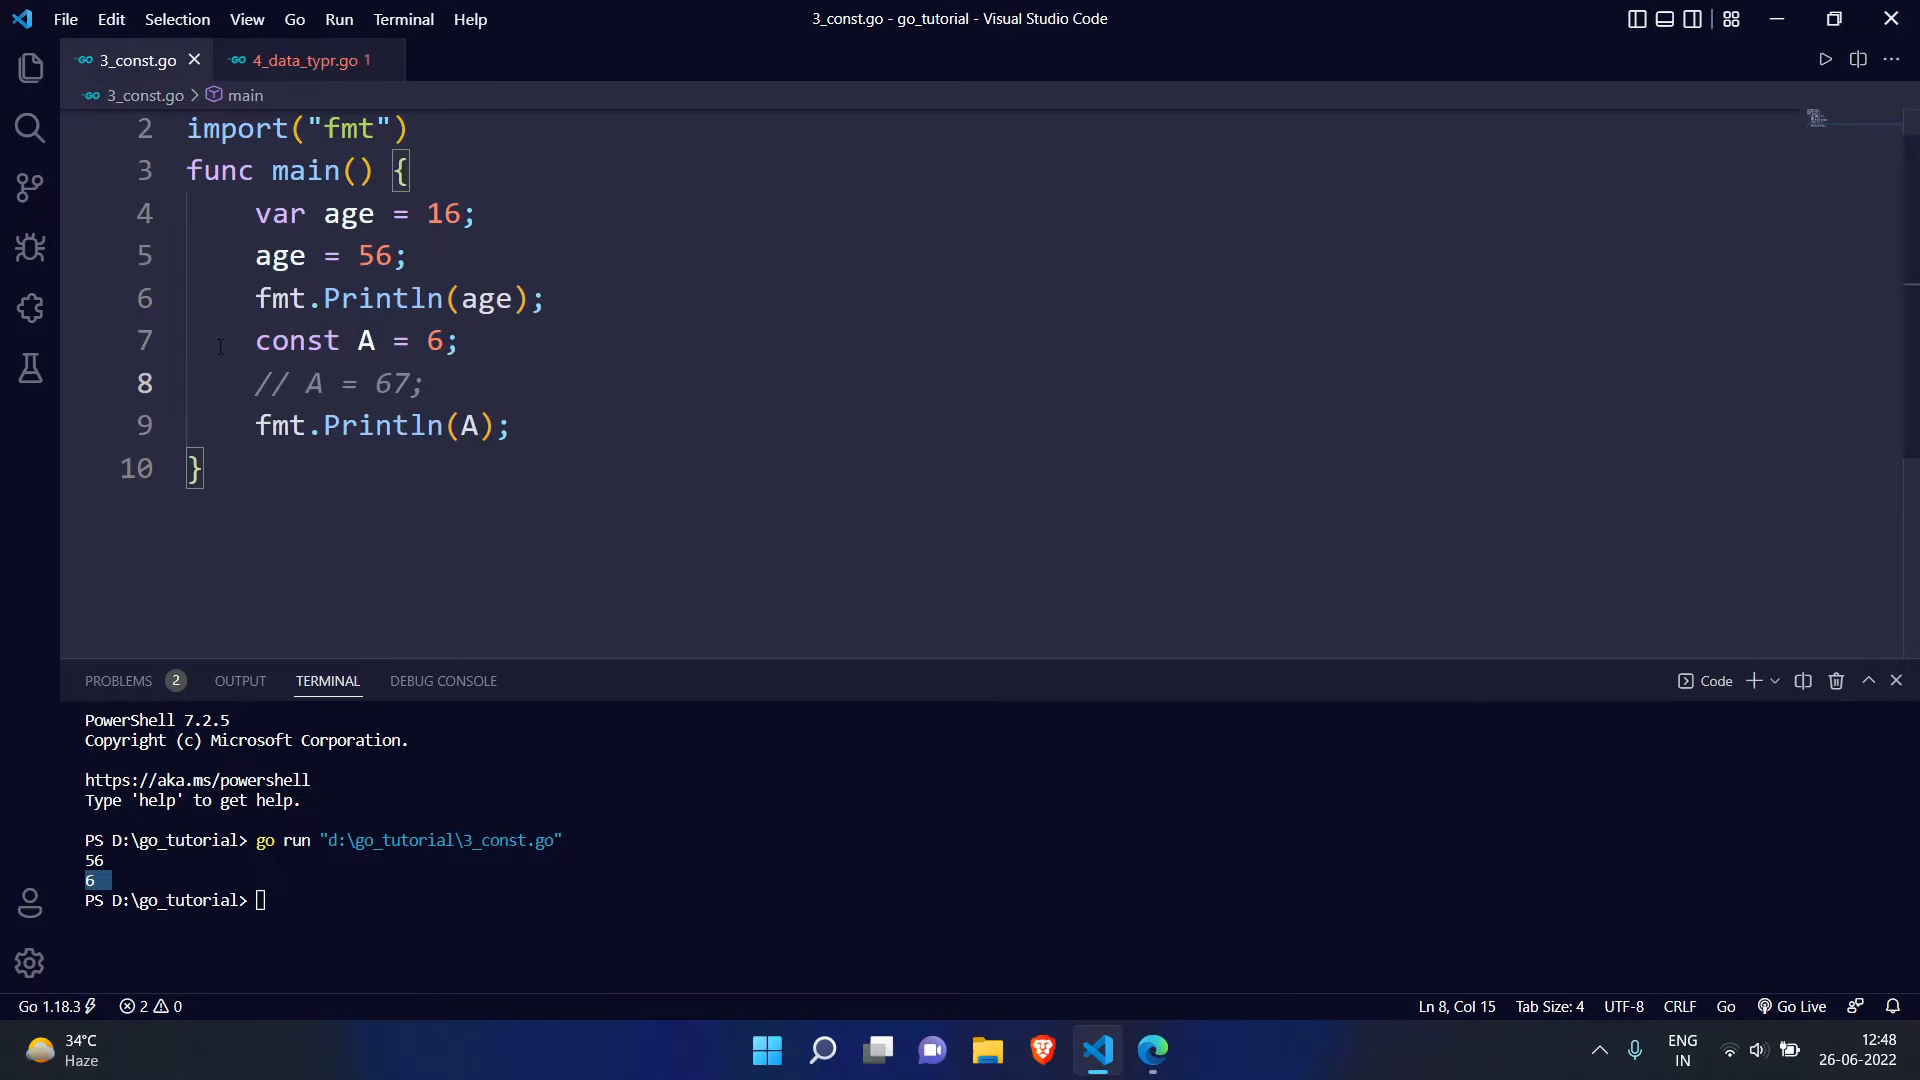 File Edit Selection View Go Run Terminal Help
3_const.go - go_tutorial - Visual Studio Code
3_const.go
4_data_typr.go 1
3_const.go > main
2 import("fmt")
3 func main() {
4 var age = 16;
5 age = 56;
6 fmt.Println(age);
7 const A = 6;
8 // A = 67;
9 fmt.Println(A);
10 }
PROBLEMS 2 OUTPUT TERMINAL DEBUG CONSOLE
Code
PowerShell 7.2.5
Copyright (c) Microsoft Corporation.
https://aka.ms/powershell
Type 'help' to get help.
PS D:\go_tutorial> go run "d:\go_tutorial\3_const.go"
56
6
PS D:\go_tutorial>
Go 1.18.3 2 0
Ln 8, Col 15 Tab Size: 4 UTF-8 CRLF Go Go Live
34°C
Haze
ENG
IN
12:48
26-06-2022